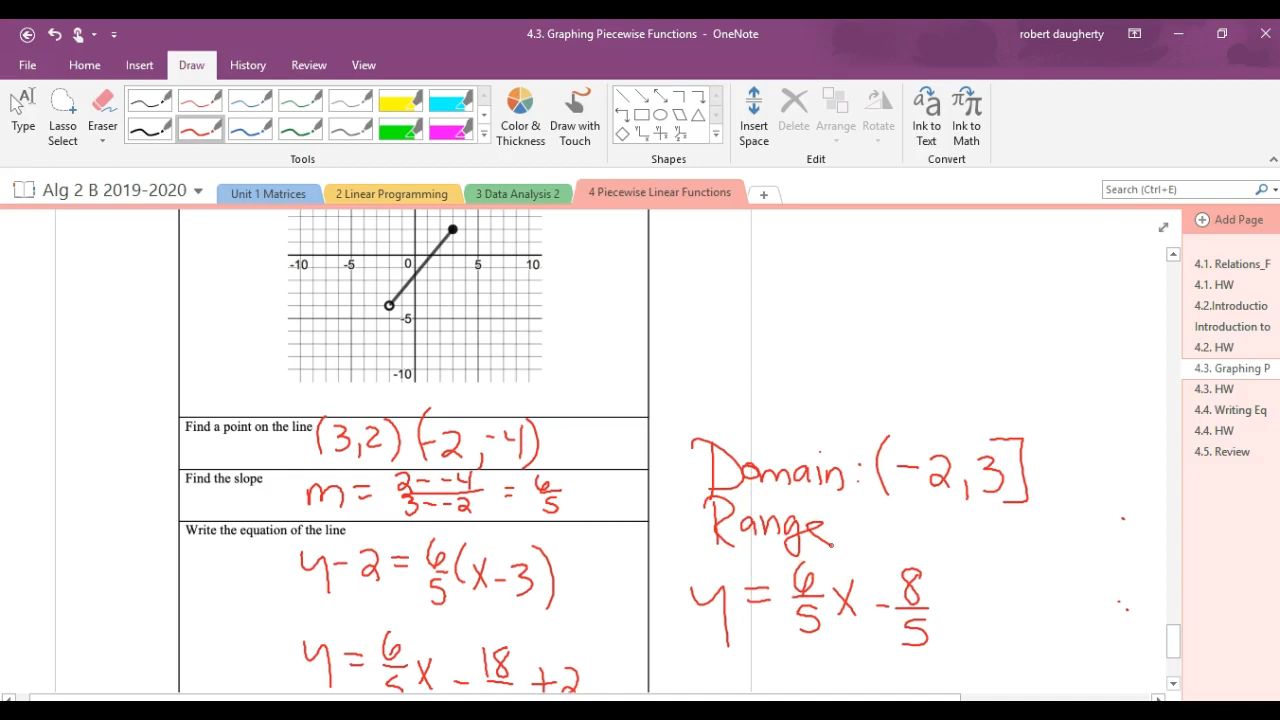 4.3. Graphing Piecewise Functions - OneNote
robert daugherty
File Home Insert Draw History Review View
Type
Lasso Select
Eraser
Color & Thickness
Draw with Touch
Insert Space
Delete
Arrange
Rotate
Ink to Text
Ink to Math
Tools
Shapes
Edit
Convert
Alg 2 B 2019-2020
Unit 1 Matrices
2 Linear Programming
3 Data Analysis 2
4 Piecewise Linear Functions
+
Search (Ctrl+E)
Add Page
4.1. Relations_F
4.1. HW
4.2.Introductio
Introduction to
4.2. HW
4.3. Graphing P
4.3. HW
4.4. Writing Eq
4.4. HW
4.5. Review
-10 -5 0 5 10
-5
-10
Find a point on the line (3,2) (-2,-4)
Find the slope
m = 2--4/3--2 = 6/5
Write the equation of the line
y-2 = 6/5(x-3)
y = 6/5 x - 18/ +2
Domain: (-2,3]
Range
y = 6/5 x - 8/5